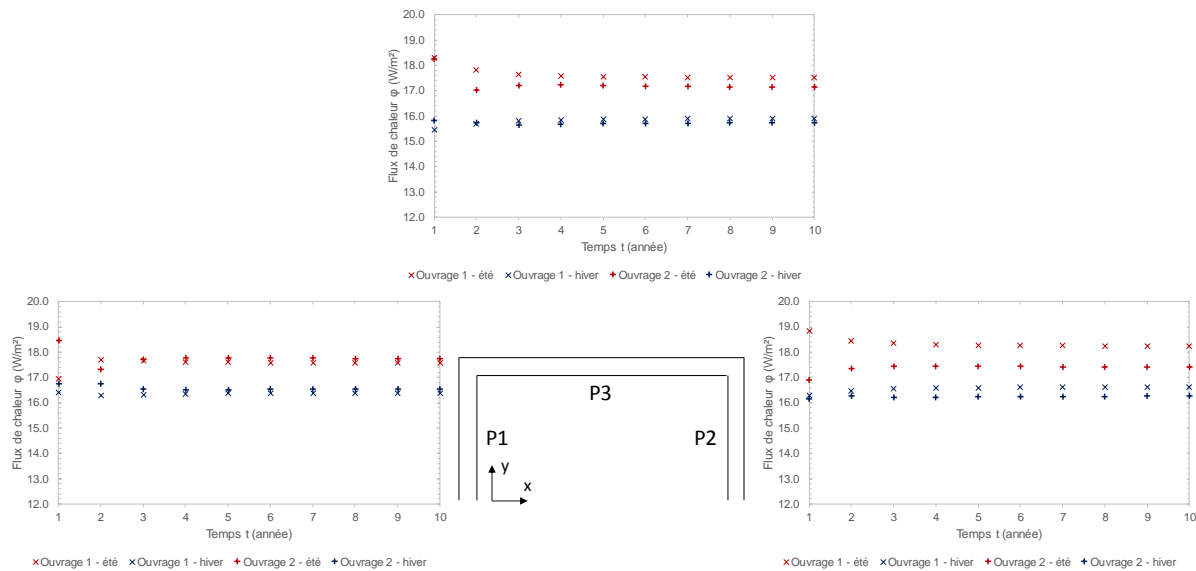 Flux de chaleur φ (W/m²)
20.0
19.0
18.0
17.0
16.0
15.0
14.0
13.0
12.0
1 2 3 4 5 6 7 8 9 10
Temps t (année)
Ouvrage 1 - été Ouvrage 1 - hiver Ouvrage 2 - été Ouvrage 2 - hiver
Flux de chaleur φ (W/m²)
20.0
19.0
18.0
17.0
16.0
15.0
14.0
13.0
12.0
1 2 3 4 5 6 7 8 9 10
Temps t (année)
Ouvrage 1 - été Ouvrage 1 - hiver Ouvrage 2 - été Ouvrage 2 - hiver
P3
P1 P2
y
x
Flux de chaleur φ (W/m²)
20.0
19.0
18.0
17.0
16.0
15.0
14.0
13.0
12.0
1 2 3 4 5 6 7 8 9 10
Temps t (année)
Ouvrage 1 - été Ouvrage 1 - hiver Ouvrage 2 - été Ouvrage 2 - hiver